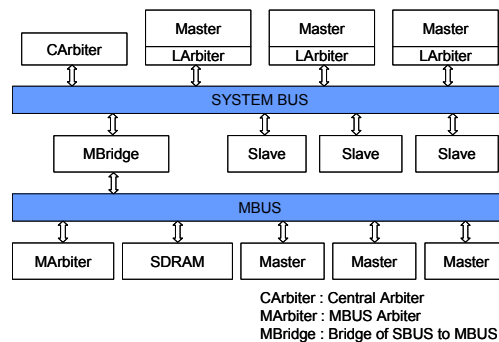 Master Master Master
CArbiter LArbiter LArbiter LArbiter
SYSTEM BUS
MBridge Slave Slave Slave
MBUS
MArbiter SDRAM Master Master Master
CArbiter : Central Arbiter
MArbiter : MBUS Arbiter
MBridge : Bridge of SBUS to MBUS